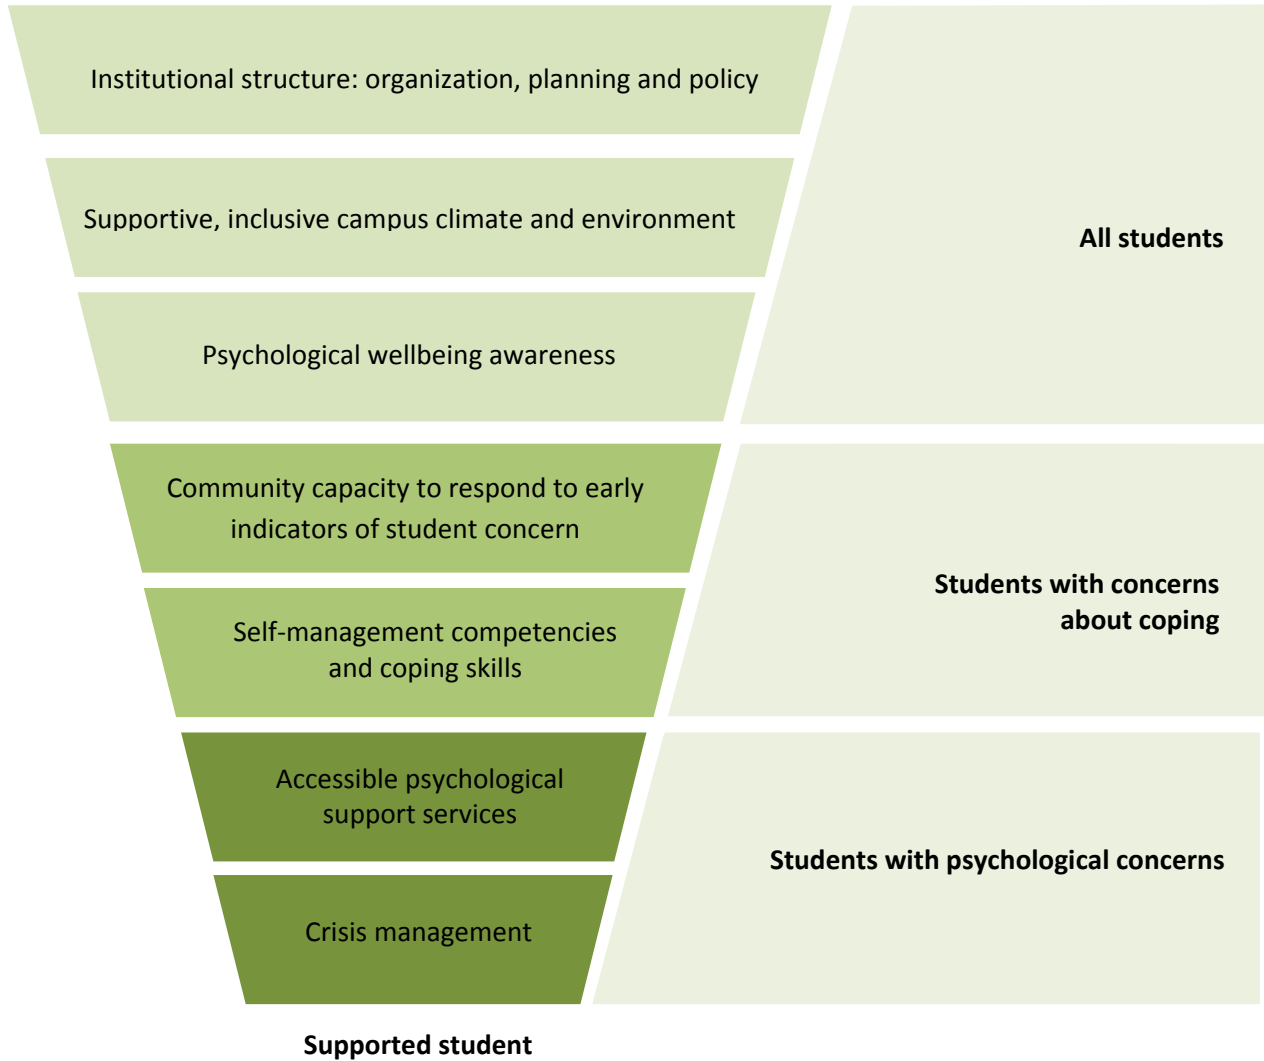 Institutional structure: organization, planning and policy
Supportive, inclusive campus climate and environment
All students
Psychological wellbeing awareness
Community capacity to respond to early
indicators of student concern
Students with concerns
about coping
Self-management competencies
and coping skills
Accessible psychological
support services
Students with psychological concerns
Crisis management
Supported student